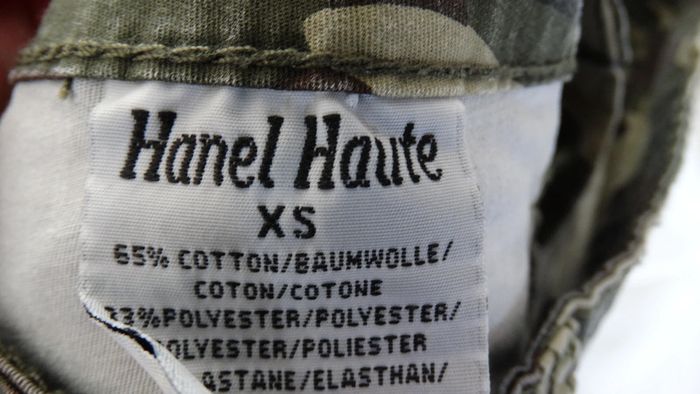 Hanel Haute
XS
65% COTTON/BAUMWOLLE/
COTON/COTONE
33%POLYESTER/POLYESTER/
OLYESTER/POLIESTER
ASTANE/ELASTHAN/